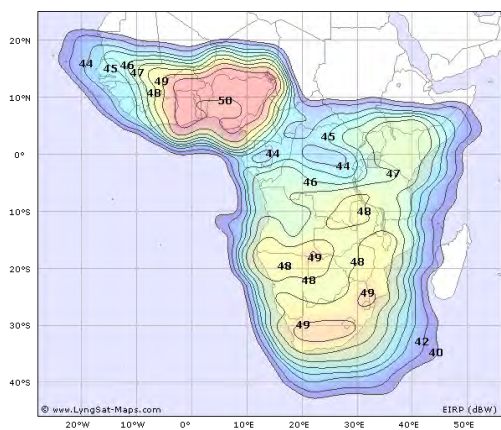 20°N
44 45 46 47 49 48
10°N
50
45
0°
44 44
46 47
10°S
48
20°S
48 49 48
48
49
30°S
49
42 40
40°S
© www.LyngSat-Maps.com
EIRP (dBW)
20°W 10°W 0° 10°E 20°E 30°E 40°E 50°E